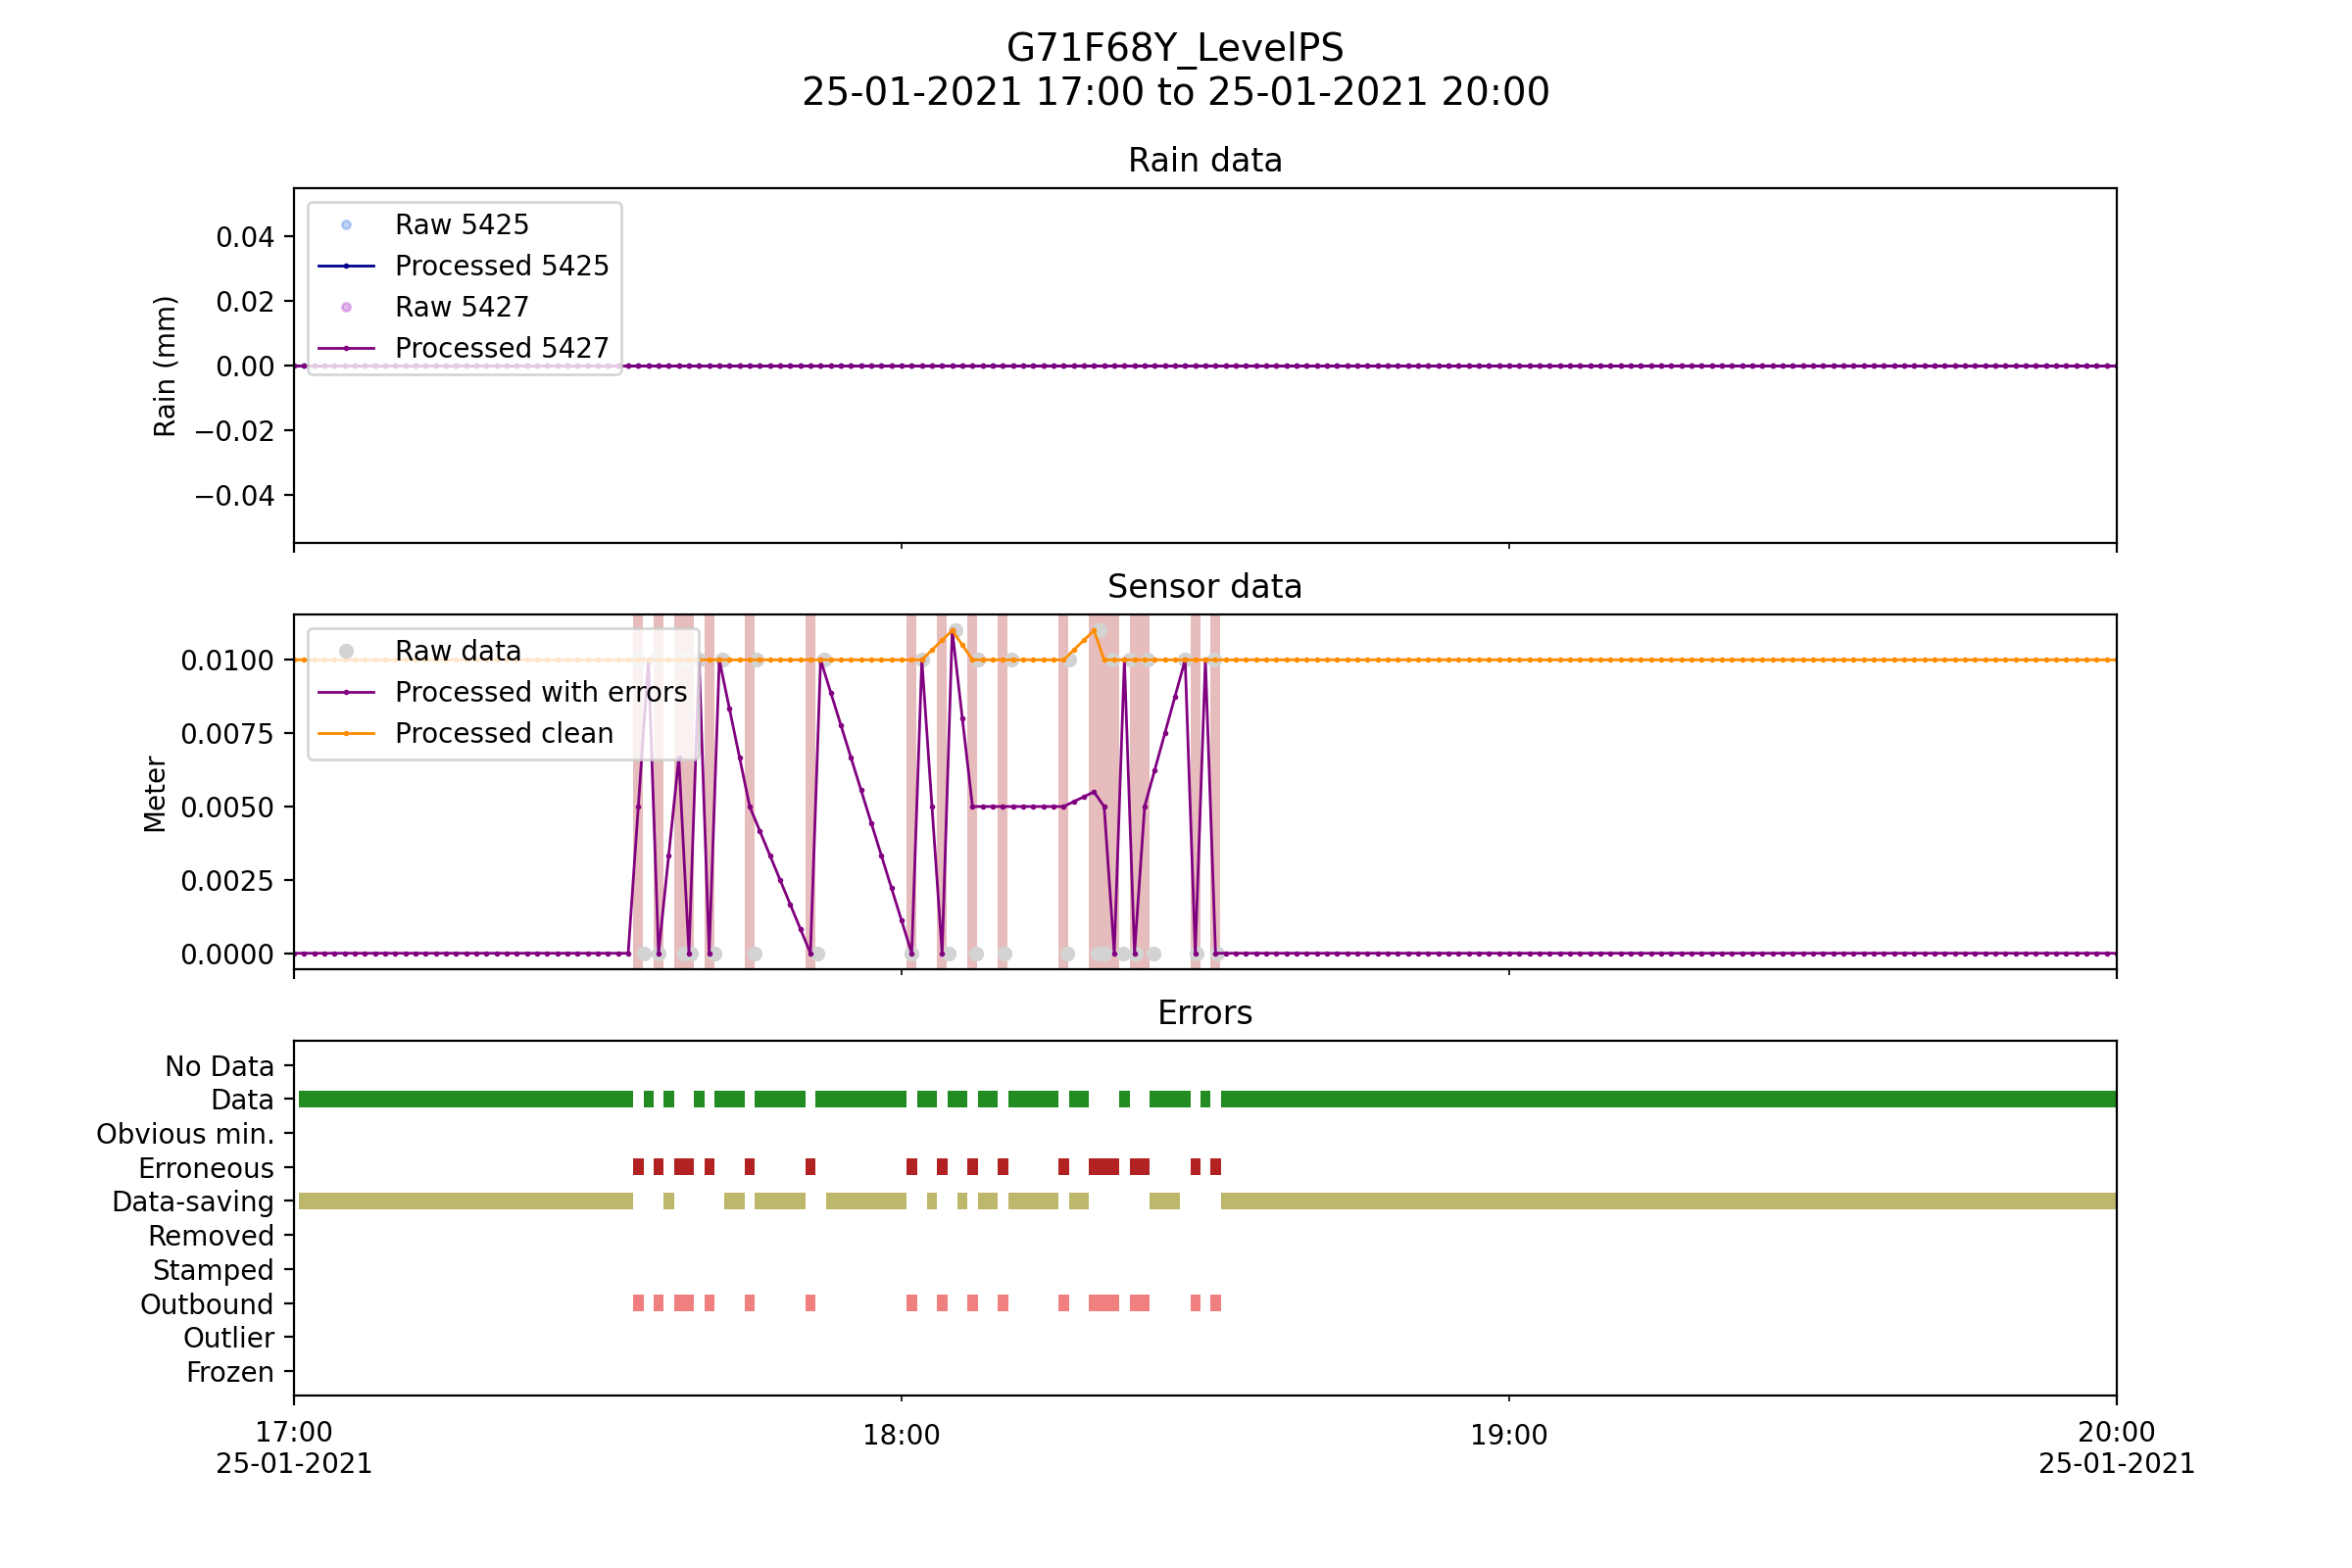 G71F68Y_LevelPS
25-01-2021 17:00 to 25-01-2021 20:00
Rain data
Rain (mm)
0.04
0.02
0.00
−0.02
−0.04
Raw 5425
Processed 5425
Raw 5427
Processed 5427
Sensor data
Meter
0.0100
0.0075
0.0050
0.0025
0.0000
Raw data
Processed with errors
Processed clean
Errors
No Data
Data
Obvious min.
Erroneous
Data-saving
Removed
Stamped
Outbound
Outlier
Frozen
17:00
25-01-2021
18:00
19:00
20:00
25-01-2021